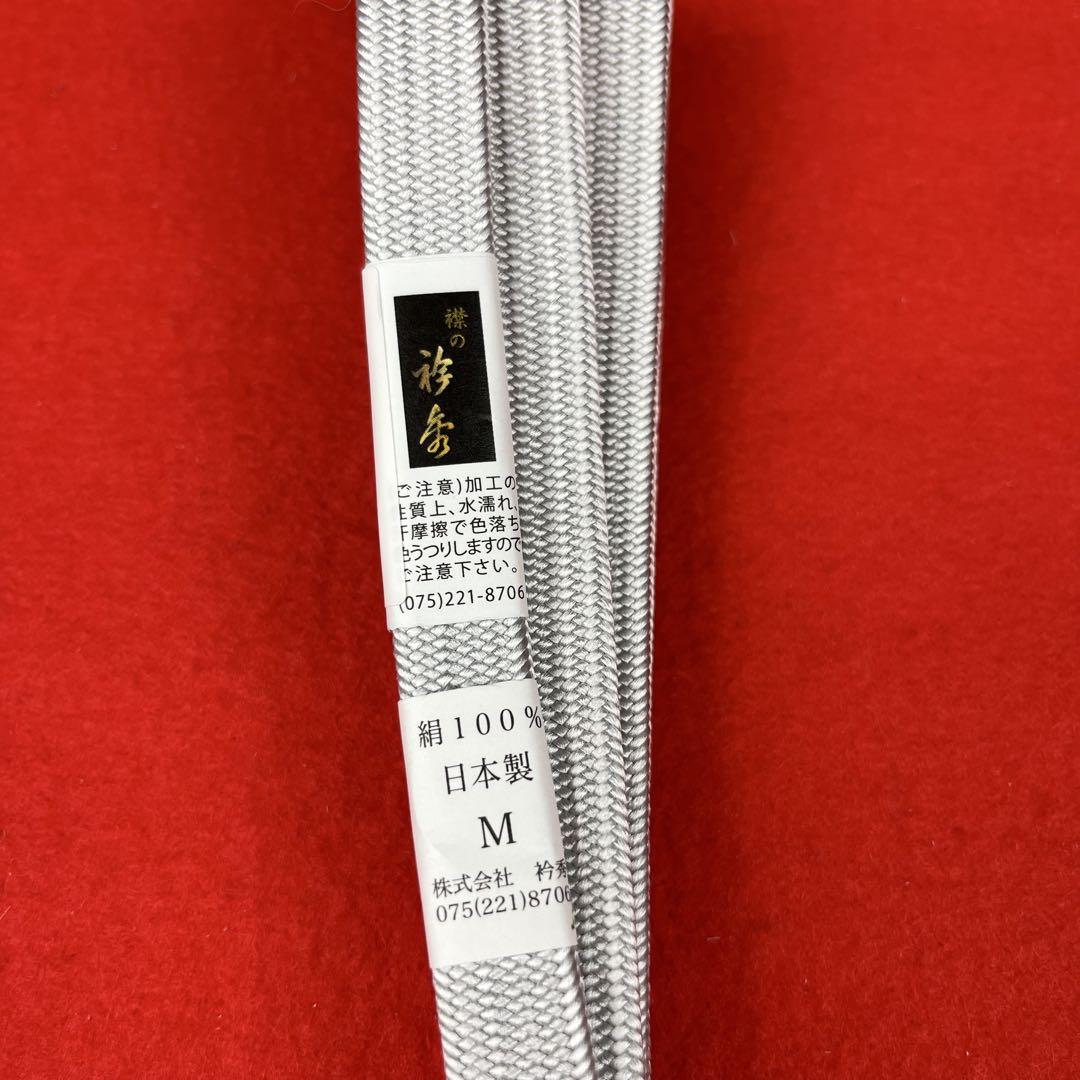 襟の
衿秀
ご注意)加工の
性質上、水濡れ、
汗摩擦で色落ち
色うつりしますので
ご注意下さい。
(075)221-8706
絹100%
日本製
M
株式会社 衿秀
075(221)8706